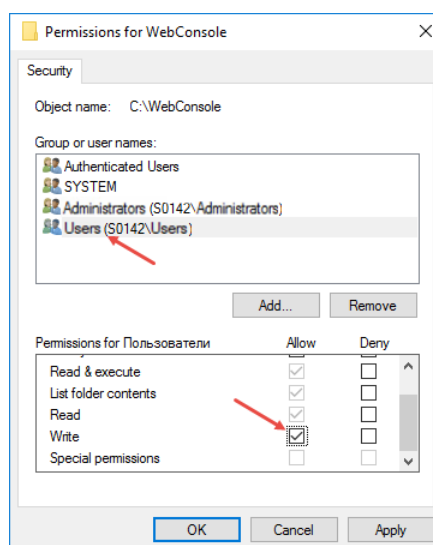 Permissions for WebConsole
Security
Object name: C:\WebConsole
Group or user names:
Authenticated Users
SYSTEM
Administrators (S0142\Administrators)
Users (S0142\Users)
Add... Remove
Permissions for Пользователи Allow Deny
Read & execute
List folder contents
Read
Write
Special permissions
OK Cancel Apply